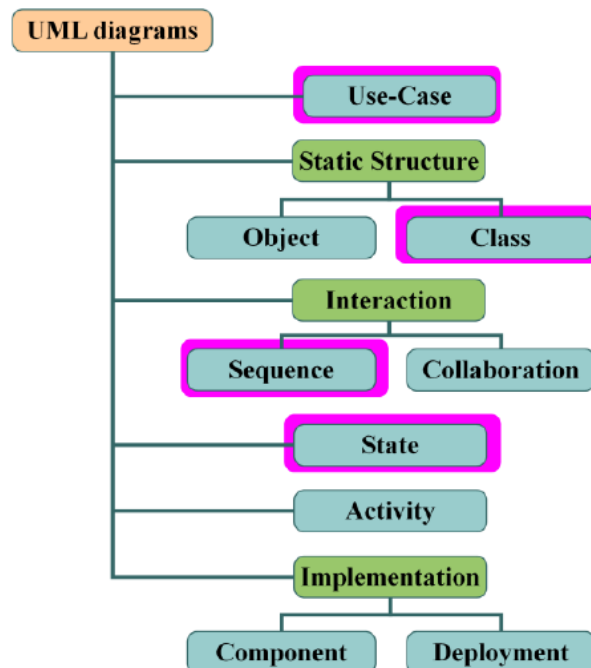 UML diagrams
Use-Case
Static Structure
Object
Class
Interaction
Sequence
Collaboration
State
Activity
Implementation
Component
Deployment